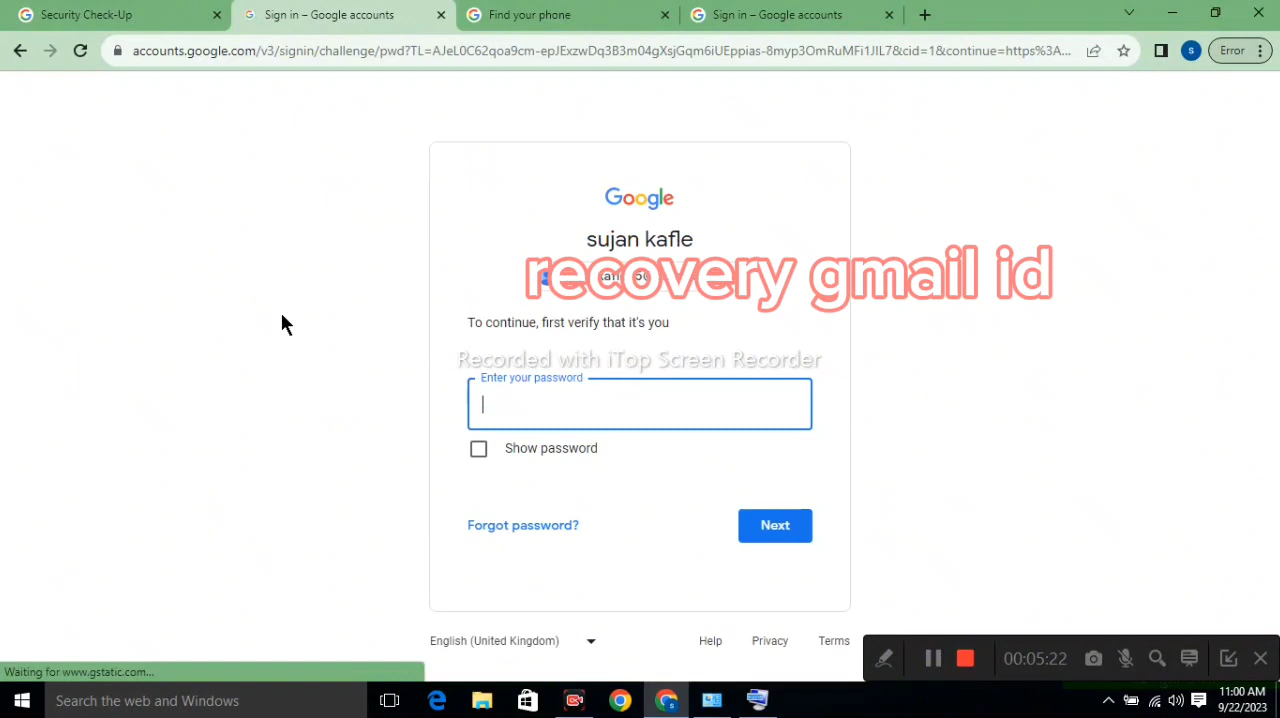 Security Check-Up
Sign in – Google accounts
Find your phone
Sign in – Google accounts
accounts.google.com/v3/signin/challenge/pwd?TL=AJeL0C62qoa9cm-epJExzwDq3B3m04gXsjGqm6iUEppias-8myp3OmRuMFi1JIL7&cid=1&continue=https%3A...
s
Error
Google
sujan kafle
recovery gmail id
To continue, first verify that it's you
Recorded with iTop Screen Recorder
Enter your password
Show password
Forgot password?
Next
English (United Kingdom)
Help
Privacy
Terms
Waiting for www.gstatic.com...
00:05:22
Search the web and Windows
11:00 AM
9/22/2023